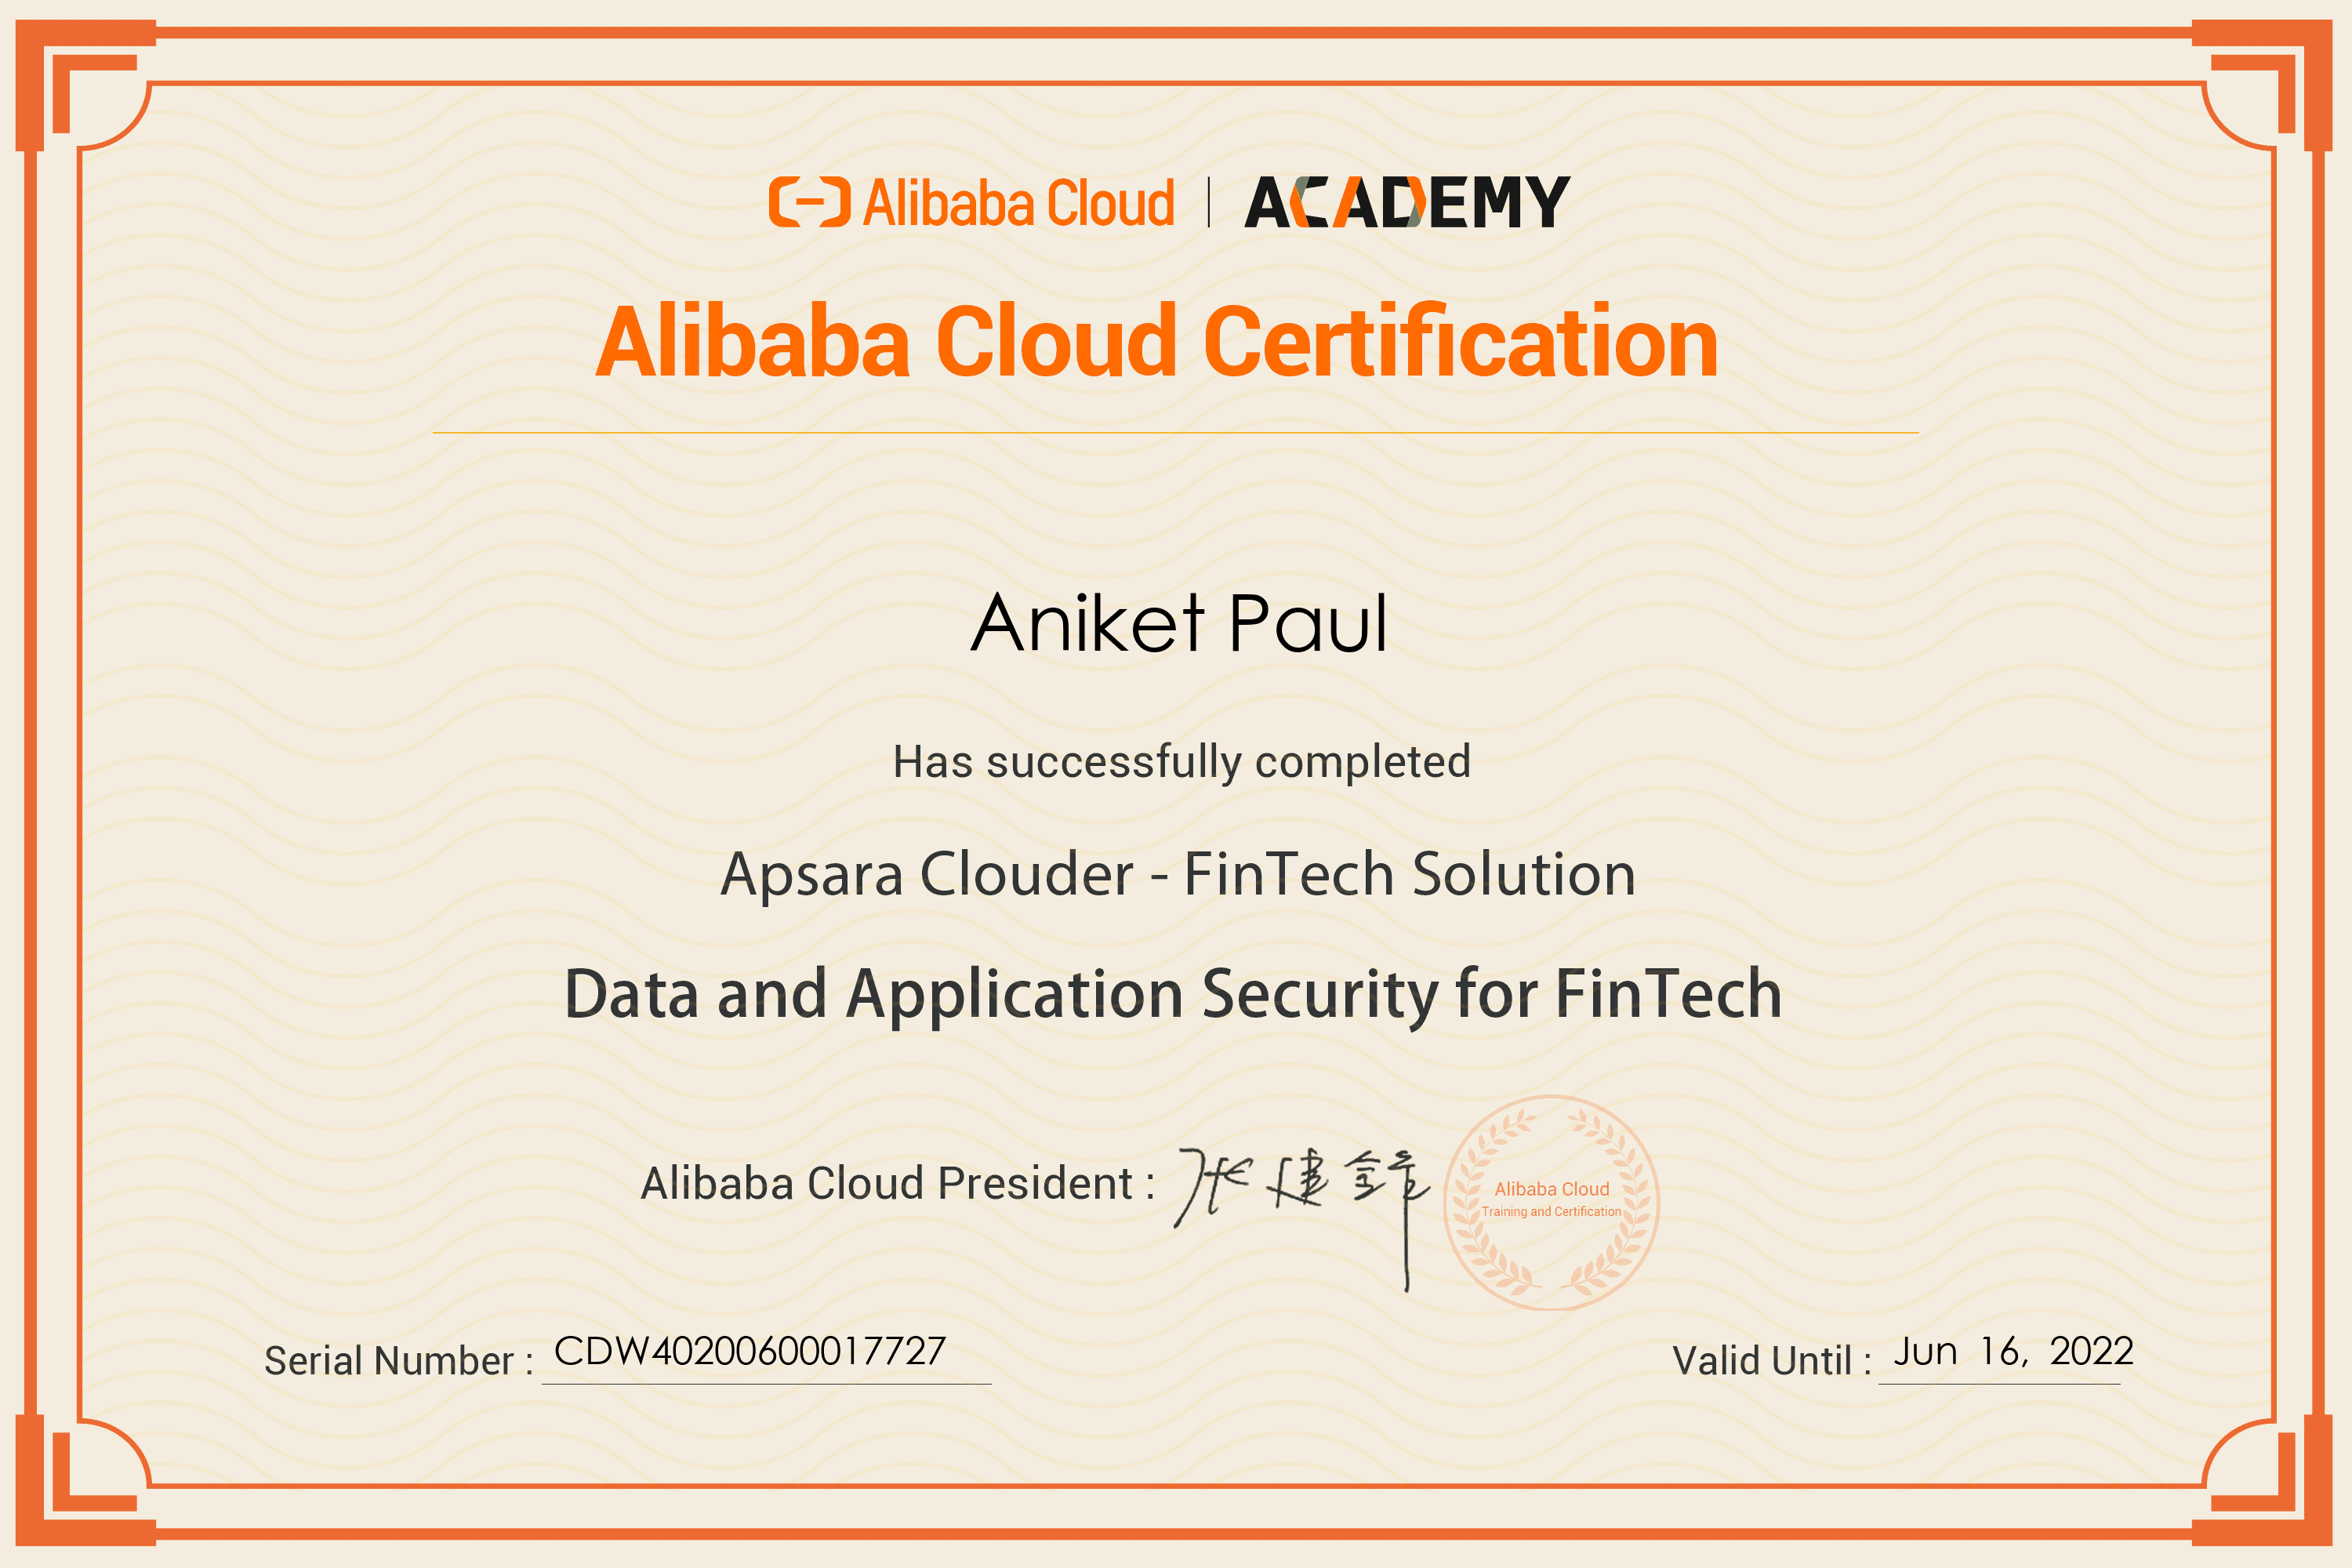 Alibaba Cloud | ACADEMY
Alibaba Cloud Certification
Aniket Paul
Has successfully completed
Apsara Clouder - FinTech Solution
Data and Application Security for FinTech
Alibaba Cloud President : 张建锋
Alibaba Cloud
Training and Certification
Serial Number : CDW40200600017727
Valid Until : Jun 16, 2022